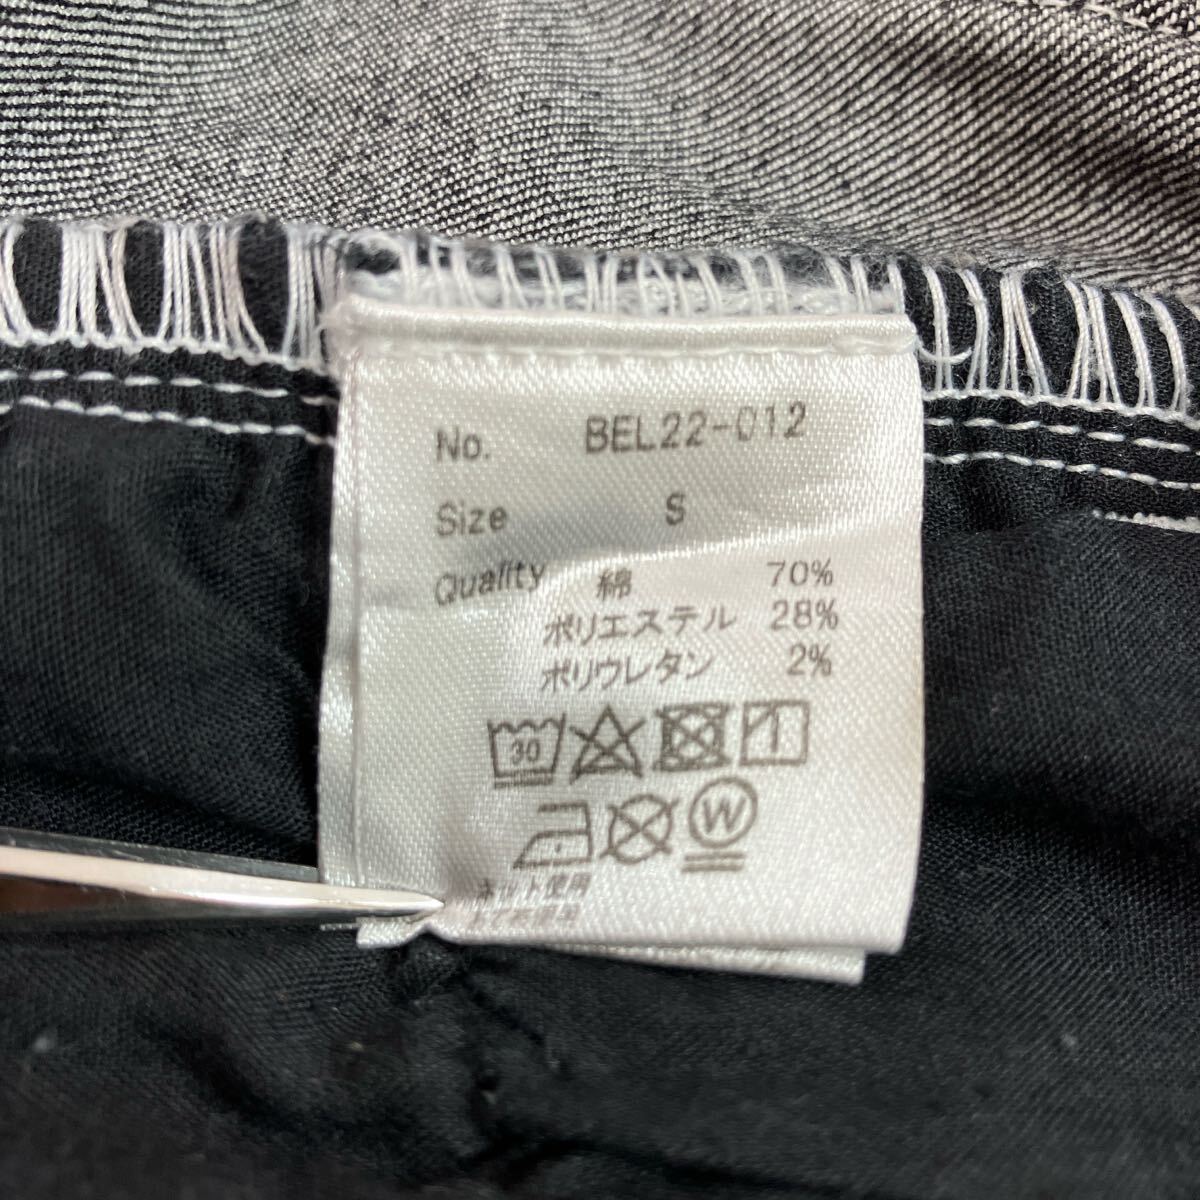 No. BEL22-012
Size S
Quality 綿 70%
ポリエステル 28%
ポリウレタン 2%
30
W
ネット使用